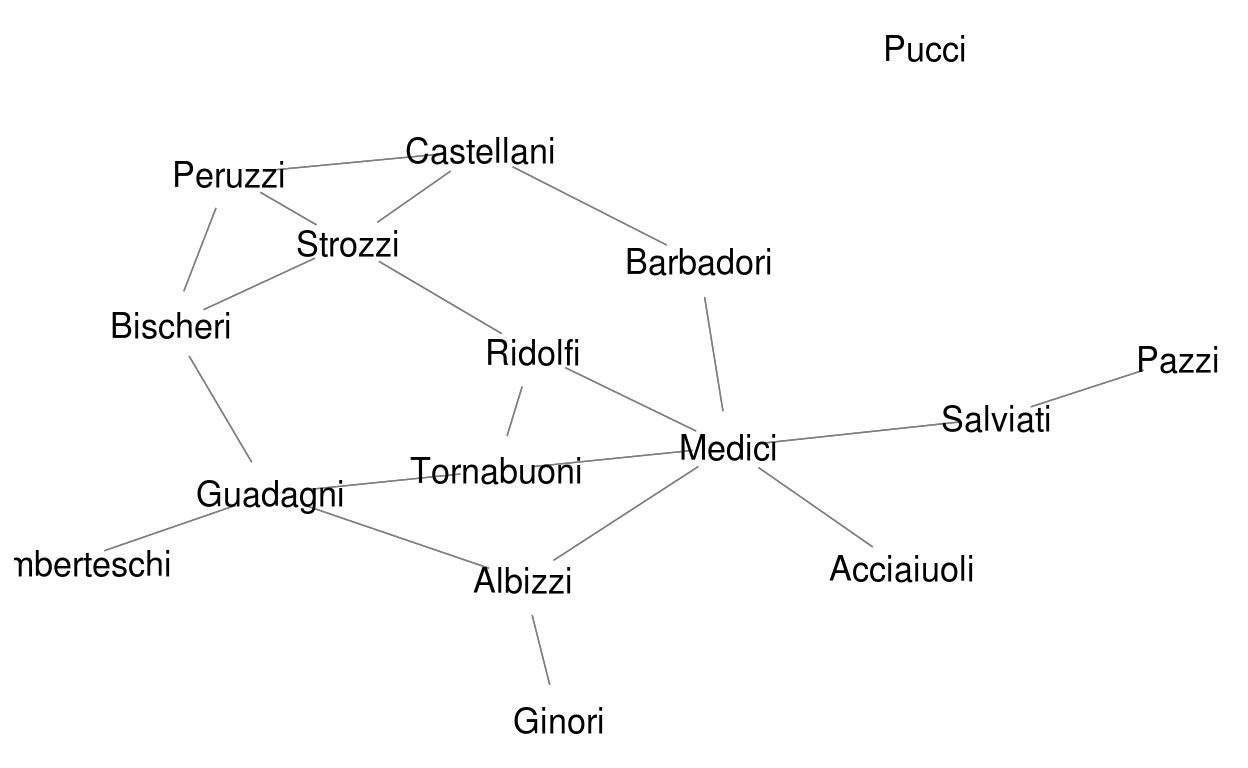 Pucci
Castellani
Peruzzi
Strozzi
Barbadori
Bischeri
Ridolfi
Pazzi
Salviati
Medici
Tornabuoni
Guadagni
mberteschi
Acciaiuoli
Albizzi
Ginori